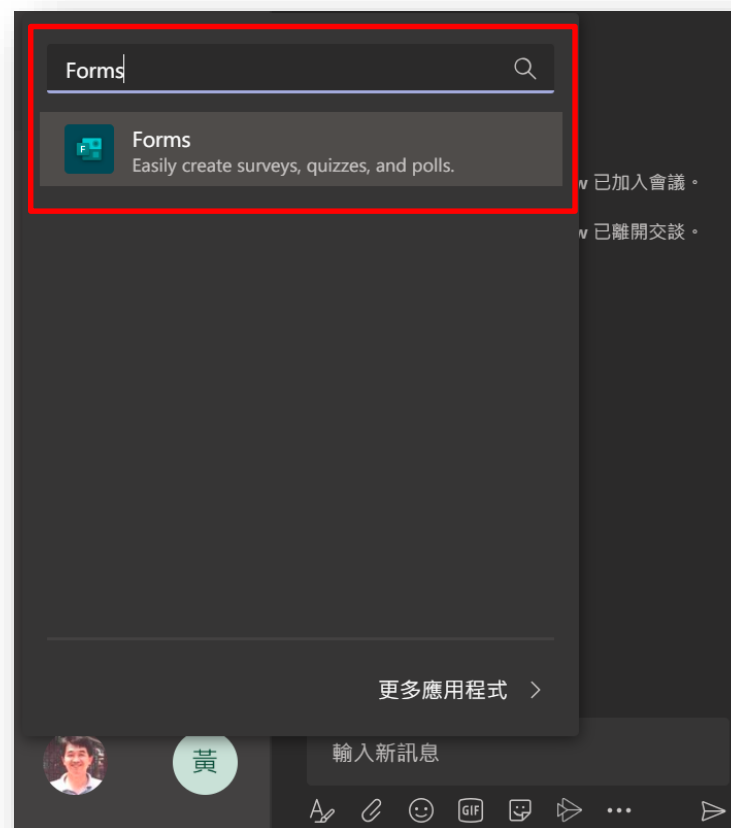 Forms
Forms
Easily create surveys, quizzes, and polls.
w 已加入會議。
w 已離開交談。
更多應用程式
黃
輸入新訊息
GIF